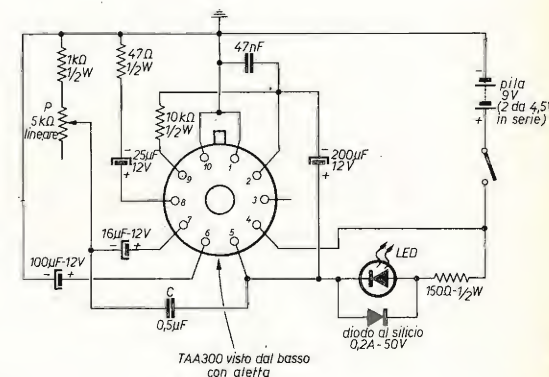 1kΩ
1/2W
47Ω
1/2W
47nF
P
5kΩ
lineare
10kΩ
1/2W
25μF
12V
200μF
12V
pila
9V
(2 da 4,5V
in serie)
10
1
9
2
8
3
7
4
6
5
16μF-12V
100μF-12V
C
0,5μF
LED
150Ω-1/2W
diodo al silicio
0,2A-50V
TAA300 visto dal basso
con aletta